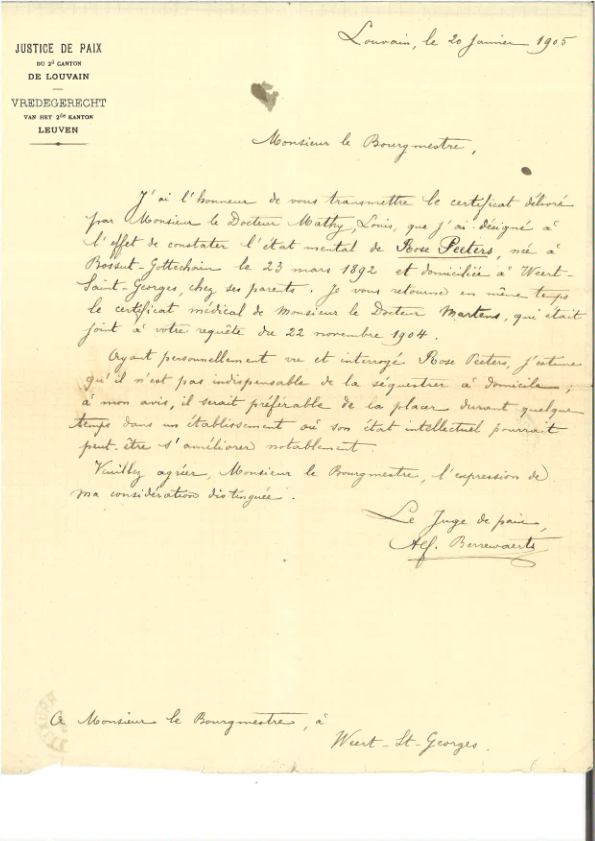 JUSTICE DE PAIX
DU 2d CANTON
DE LOUVAIN
VREDEGERECHT
VAN HET 2de KANTON
LEUVEN
Louvain, le 20 Janvier 1905
Monsieur le Bourgmestre,
J'ai l'honneur de vous transmettre le certificat délivré
par Monsieur le Docteur Mathy, Louis, que j'ai désigné à
l'effet de constater l'état mental de Rose Peeters, née à
Bossut-Gottechain le 23 mars 1892 et domiciliée à Weert-
Saint-Georges, chez ses parents. Je vous retourne en même temps
le certificat médical de Monsieur le Docteur Martens, qui était
joint à votre requête du 22 novembre 1904.
Ayant personnellement vu et interrogé Rose Peeters, j'estime
qu'il n'est pas indispensable de la séquestrer à domicile ;
à mon avis, il serait préférable de la placer durant quelque
temps dans un établissement où son état intellectuel pourrait
peut-être s'améliorer notablement.
Veuillez agréer, Monsieur le Bourgmestre, l'expression de
ma considération distinguée.
Le Juge de paix,
Alf. Berrewaerts
A Monsieur le Bourgmestre, à
Weert-St-Georges.